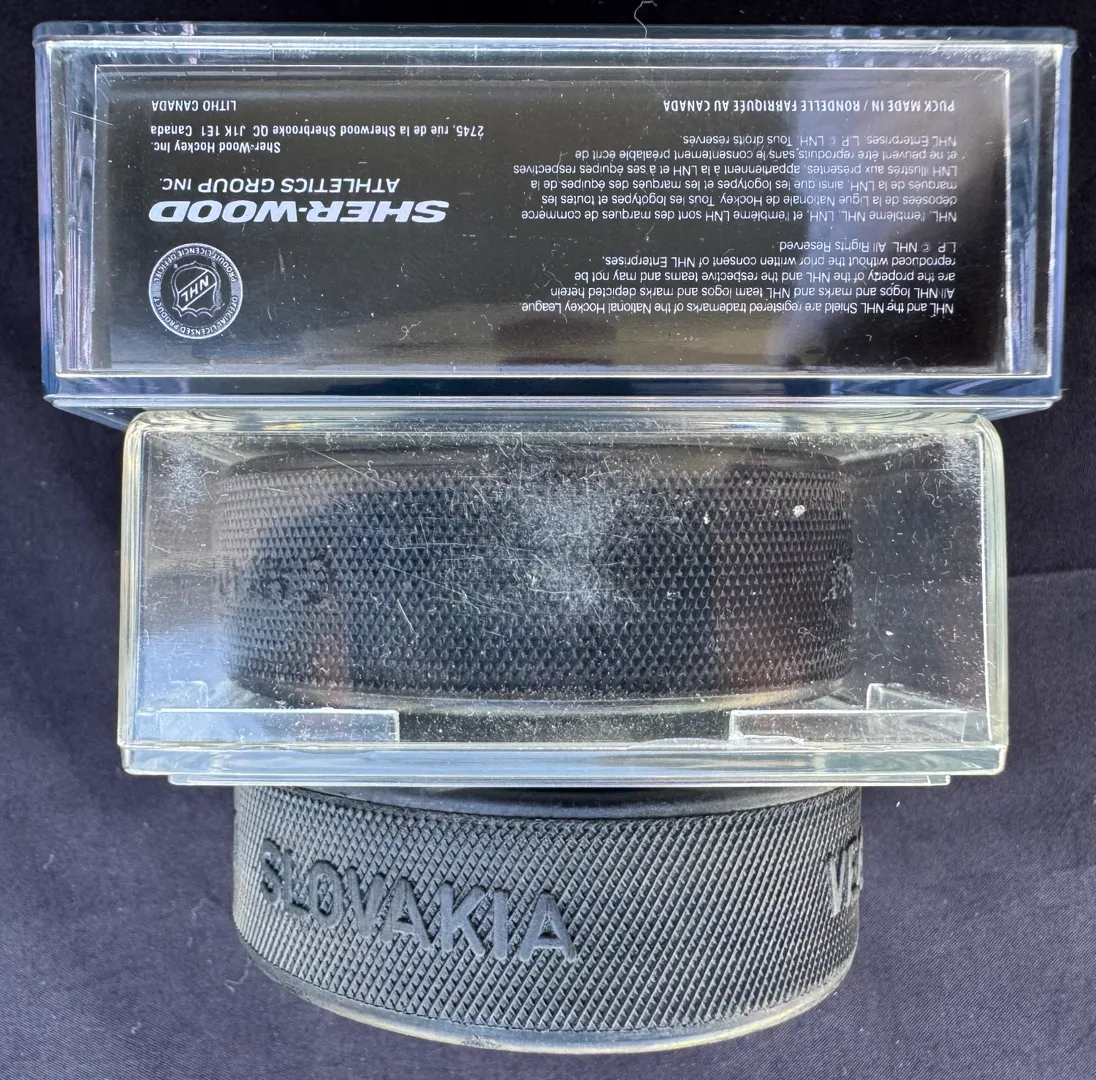 NHL and the NHL Shield are registered trademarks of the National Hockey League.
All NHL logos and marks and NHL team logos and marks depicted herein
are the property of the NHL and the respective teams and may not be
reproduced without the prior written consent of NHL Enterprises,
L.P. © NHL. All Rights Reserved.
NHL, l'emblème NHL, LNH, et l'emblème LNH sont des marques de commerce
déposées de la Ligue Nationale de Hockey. Tous les logotypes et toutes les
marques de la LNH, ainsi que les logotypes et les marques des équipes de la
LNH illustrés aux présentes, appartiennent à la LNH et à ses équipes respectives
et ne peuvent être reproduits sans le consentement préalable écrit de
NHL Enterprises, L.P. © LNH. Tous droits réservés.
PUCK MADE IN / RONDELLE FABRIQUÉE AU CANADA
OFFICIAL LICENSED PRODUCT
PRODUIT LICENCIÉ OFFICIEL
NHL
SHER-WOOD
ATHLETICS GROUP INC.
Sher-Wood Hockey Inc.
2745, rue de la Sherwood Sherbrooke QC J1K 1E1 Canada
LITHO CANADA
SLOVAKIA